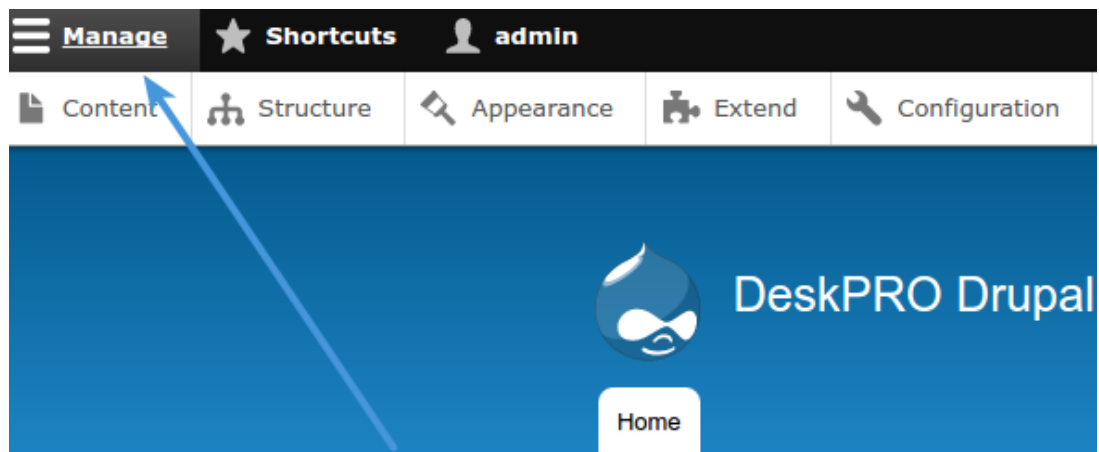 Manage Shortcuts admin
Content Structure Appearance Extend Configuration
DeskPRO Drupal
Home